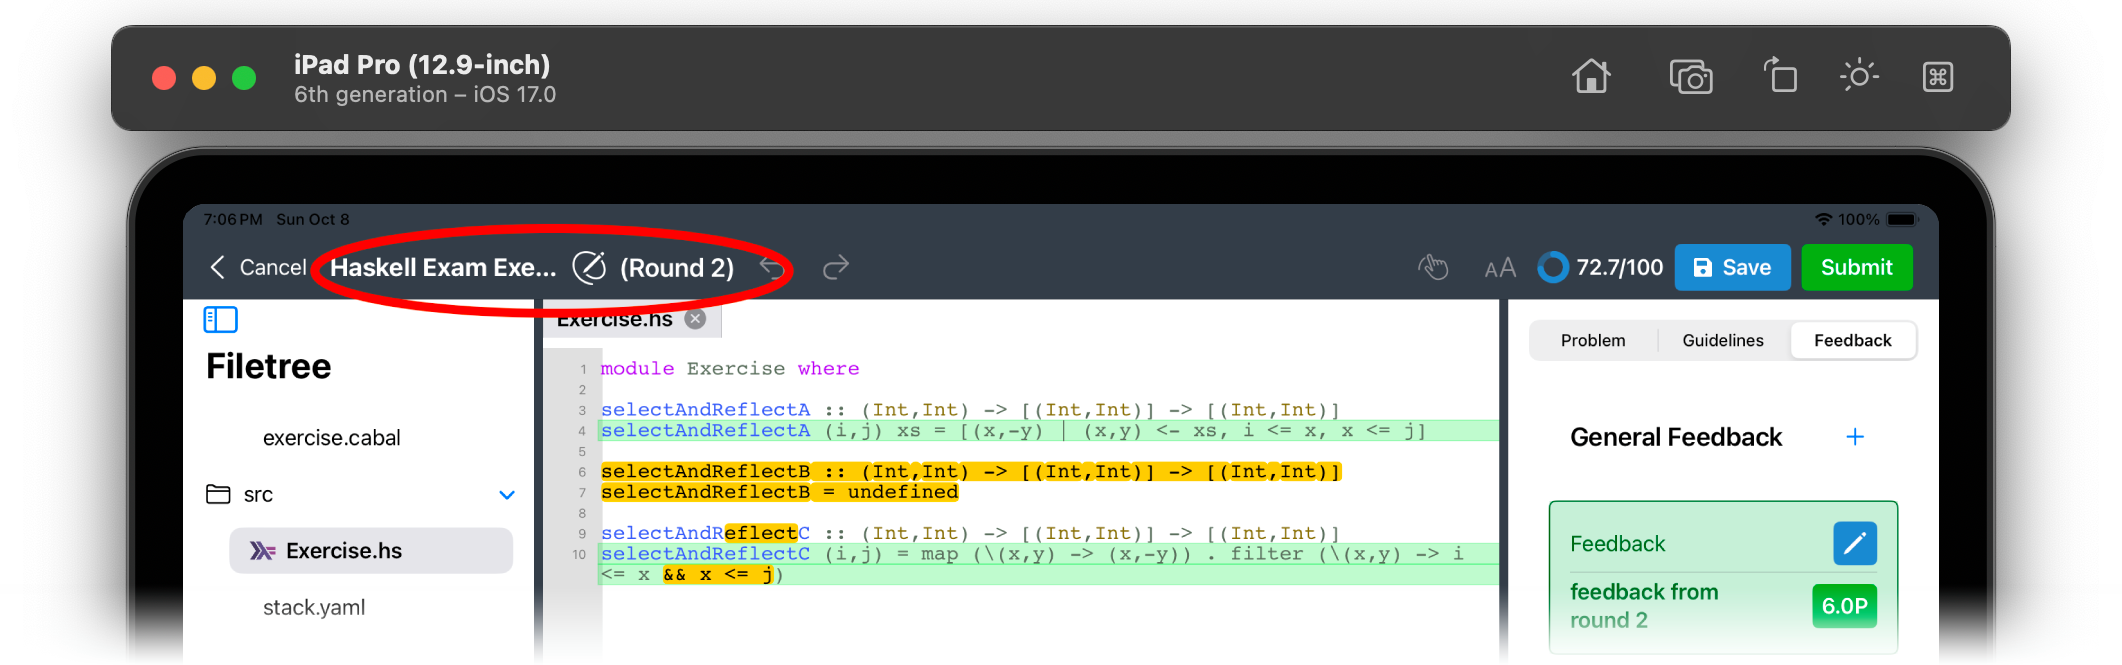 iPad Pro (12.9-inch)
6th generation – iOS 17.0
7:06 PM Sun Oct 8
100%
Cancel
Haskell Exam Exe... (Round 2)
72.7/100
Save
Submit
Filetree
exercise.cabal
src
Exercise.hs
stack.yaml
Exercise.hs
1 module Exercise where
2
3 selectAndReflectA :: (Int,Int) -> [(Int,Int)] -> [(Int,Int)]
4 selectAndReflectA (i,j) xs = [(x,-y) | (x,y) <- xs, i <= x, x <= j]
5
6 selectAndReflectB :: (Int,Int) -> [(Int,Int)] -> [(Int,Int)]
7 selectAndReflectB = undefined
8
9 selectAndReflectC :: (Int,Int) -> [(Int,Int)] -> [(Int,Int)]
10 selectAndReflectC (i,j) = map (\(x,y) -> (x,-y)) . filter (\(x,y) -> i
<= x && x <= j)
Problem
Guidelines
Feedback
General Feedback
Feedback
feedback from
round 2
6.0P